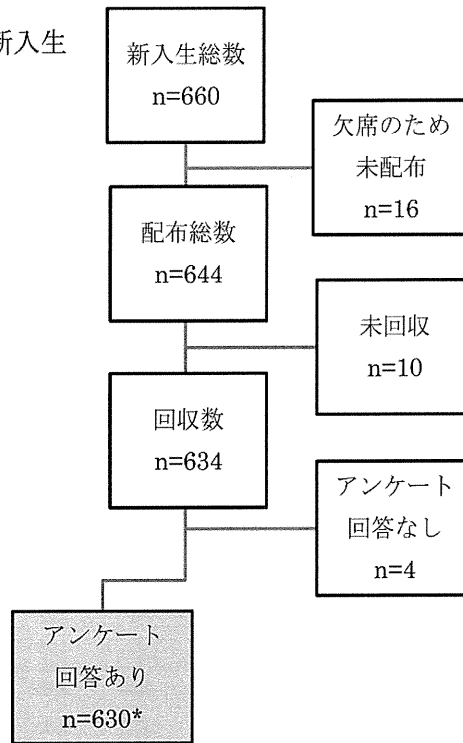 新入生
新入生総数
n=660
欠席のため
未配布
n=16
配布総数
n=644
未回収
n=10
回収数
n=634
アンケート
回答なし
n=4
アンケート
回答あり
n=630*